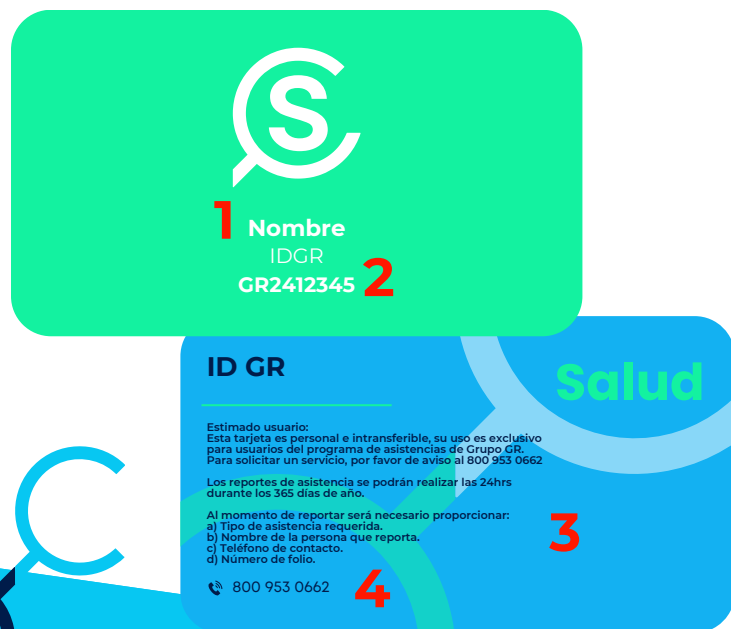 S
1
Nombre
IDGR
GR2412345
2
ID GR
Salud
Estimado usuario:
Esta tarjeta es personal e intransferible, su uso es exclusivo
para usuarios del programa de asistencias de Grupo GR.
Para solicitar un servicio, por favor de aviso al 800 953 0662
Los reportes de asistencia se podrán realizar las 24hrs
durante los 365 días de año.
Al momento de reportar será necesario proporcionar:
a) Tipo de asistencia requerida.
b) Nombre de la persona que reporta.
c) Teléfono de contacto.
d) Número de folio.
3
800 953 0662
4